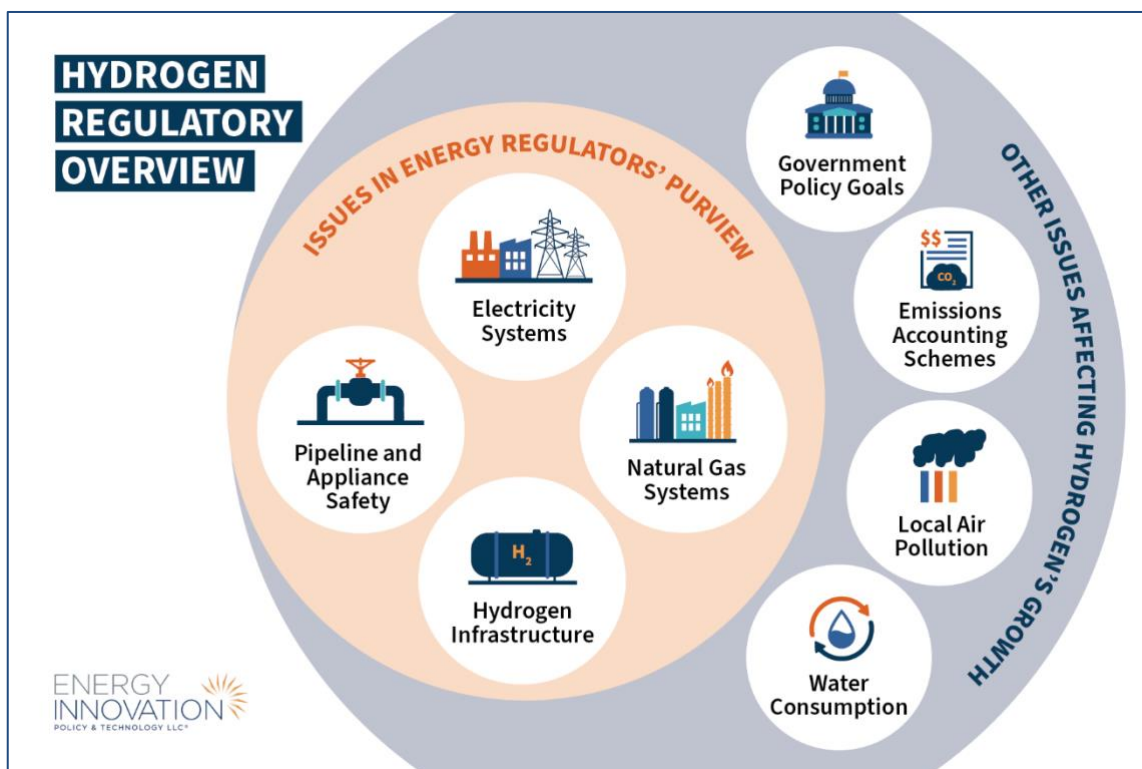 HYDROGEN
REGULATORY
OVERVIEW
ISSUES IN ENERGY REGULATORS' PURVIEW
Electricity
Systems
Pipeline and
Appliance
Safety
Natural Gas
Systems
H₂
Hydrogen
Infrastructure
OTHER ISSUES AFFECTING HYDROGEN'S GROWTH
Government
Policy Goals
$$
CO₂
Emissions
Accounting
Schemes
Local Air
Pollution
Water
Consumption
ENERGY
INNOVATION
POLICY & TECHNOLOGY LLC®